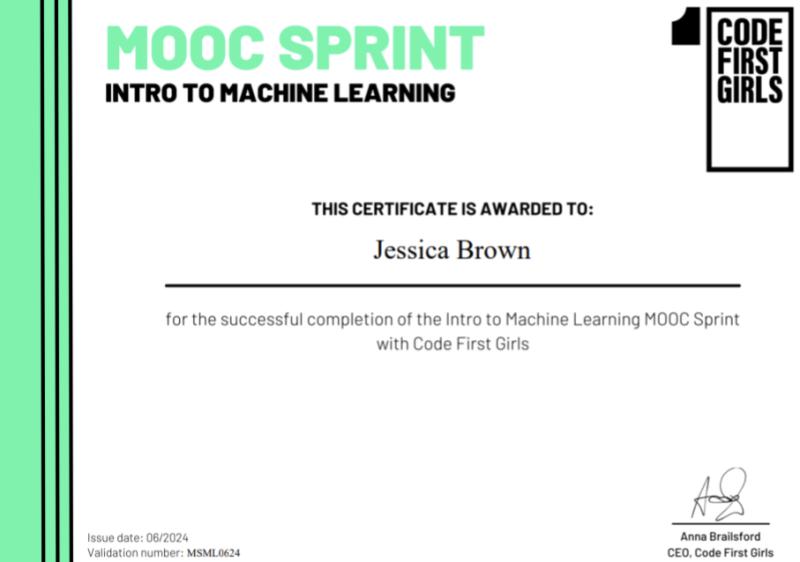 MOOC SPRINT
INTRO TO MACHINE LEARNING
CODE
FIRST
GIRLS
THIS CERTIFICATE IS AWARDED TO:
Jessica Brown
for the successful completion of the Intro to Machine Learning MOOC Sprint
with Code First Girls
Issue date: 06/2024
Validation number: MSML0624
Anna Brailsford
CEO, Code First Girls